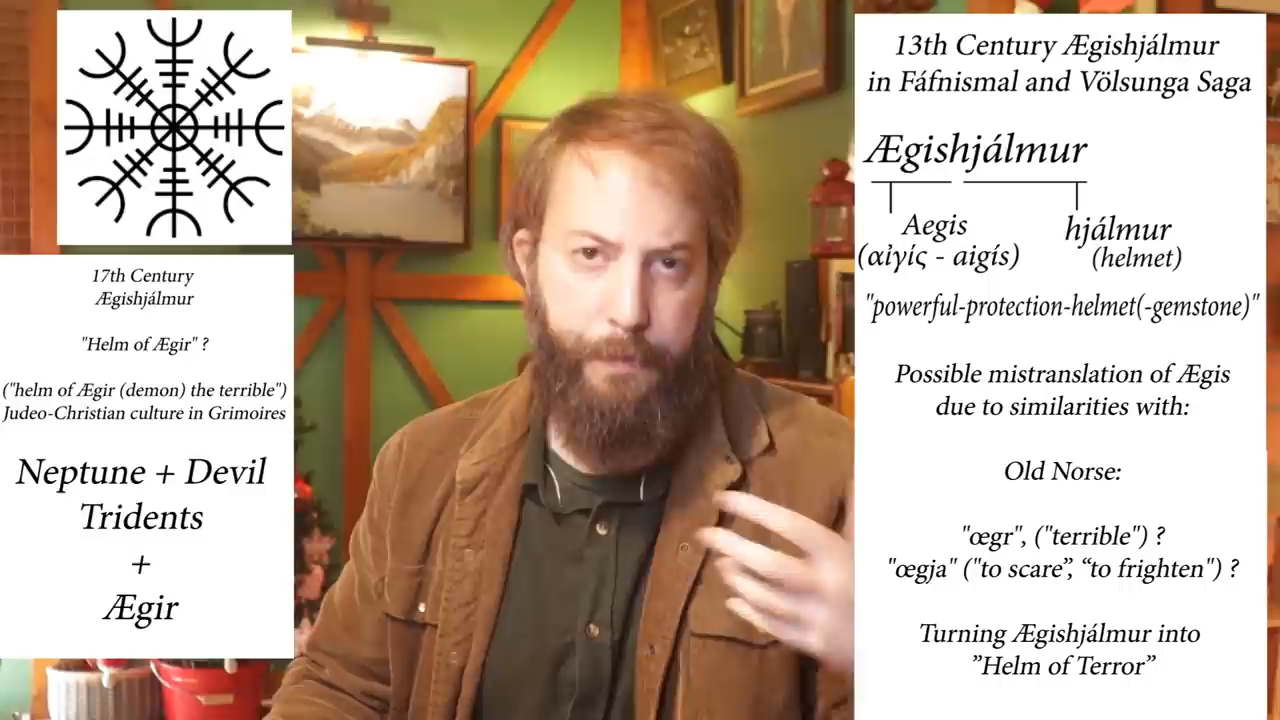 17th Century
Ægishjálmur
"Helm of Ægir" ?
("helm of Ægir (demon) the terrible")
Judeo-Christian culture in Grimoires
Neptune + Devil
Tridents
+
Ægir
13th Century Ægishjálmur
in Fáfnismal and Völsunga Saga
Ægishjálmur
Aegis hjálmur
(αἰγίς - aigís) (helmet)
"powerful-protection-helmet(-gemstone)"
Possible mistranslation of Ægis
due to similarities with:
Old Norse:
"œgr", ("terrible") ?
"œgja" ("to scare”, “to frighten") ?
Turning Ægishjálmur into
”Helm of Terror”